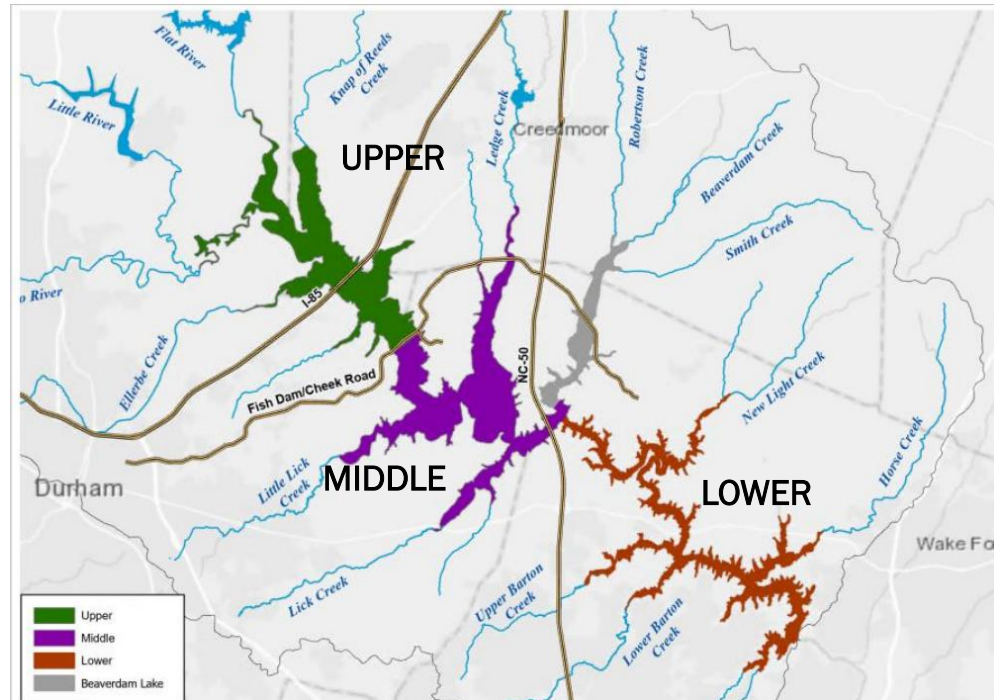 Flat River
Knap of Reeds
Creek
Little River
Ledge Creek
Robertson Creek
Creedmoor
UPPER
Beaverdam Creek
Smith Creek
o River
I-85
Ellerbe Creek
Fish Dam/Cheek Road
NC-50
New Light Creek
Horse Creek
Little Lick
Creek
MIDDLE
LOWER
Durham
Wake Fo
Lick Creek
Upper Barton
Creek
Lower Barton
Creek
Upper
Middle
Lower
Beaverdam Lake